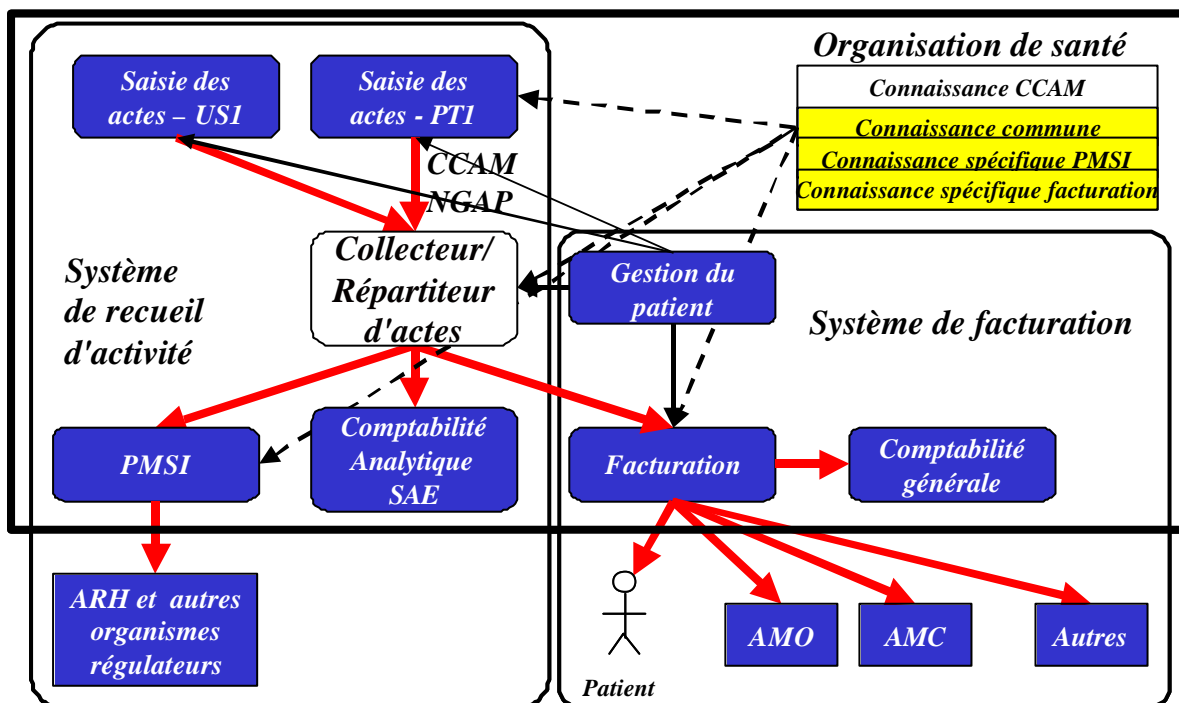 Organisation de santé
Saisie des
actes – US1
Saisie des
actes - PT1
Connaissance CCAM
Connaissance commune
Connaissance spécifique PMSI
Connaissance spécifique facturation
CCAM
NGAP
Système
de recueil
d'activité
Collecteur/
Répartiteur
d'actes
Gestion du
patient
Système de facturation
PMSI
Comptabilité
Analytique
SAE
Facturation
Comptabilité
générale
ARH et autres
organismes
régulateurs
Patient
AMO
AMC
Autres